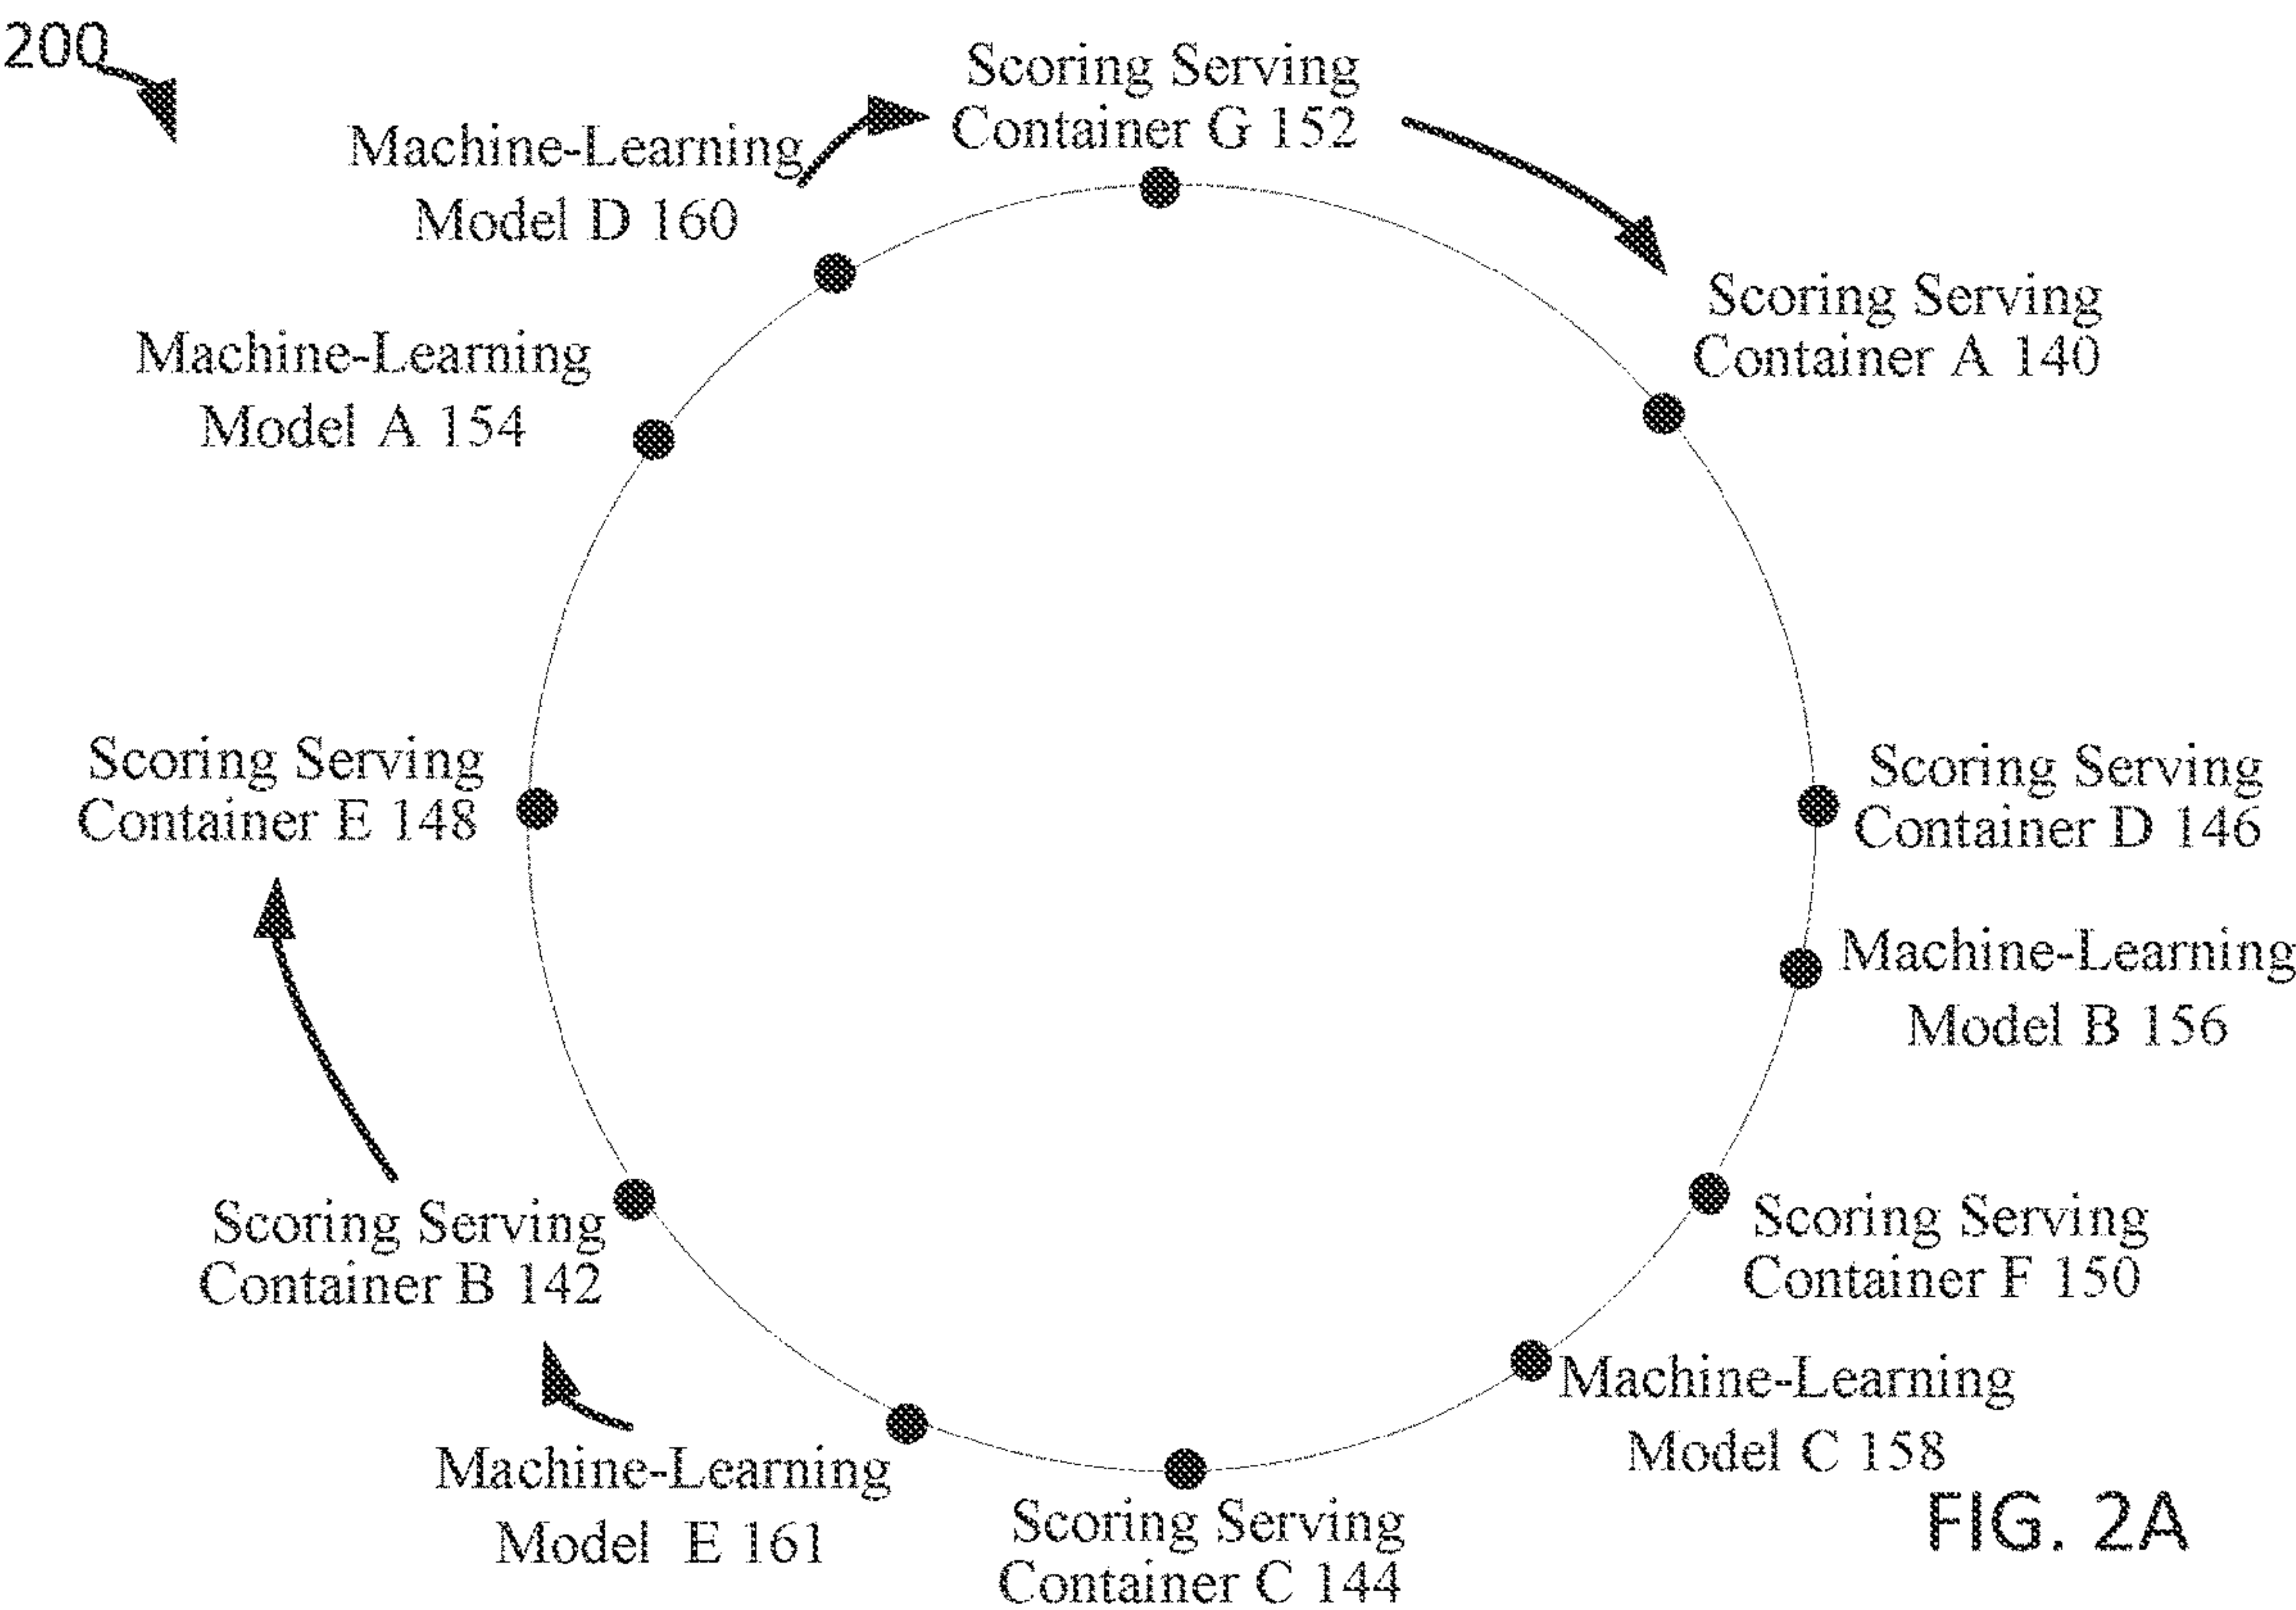 200
Scoring Serving
Container G 152
Machine-Learning
Model D 160
Scoring Serving
Container A 140
Machine-Learning
Model A 154
Scoring Serving
Container E 148
Scoring Serving
Container D 146
Machine-Learning
Model B 156
Scoring Serving
Container B 142
Scoring Serving
Container F 150
Machine-Learning
Model C 158
Machine-Learning
Model E 161
Scoring Serving
Container C 144
FIG. 2A